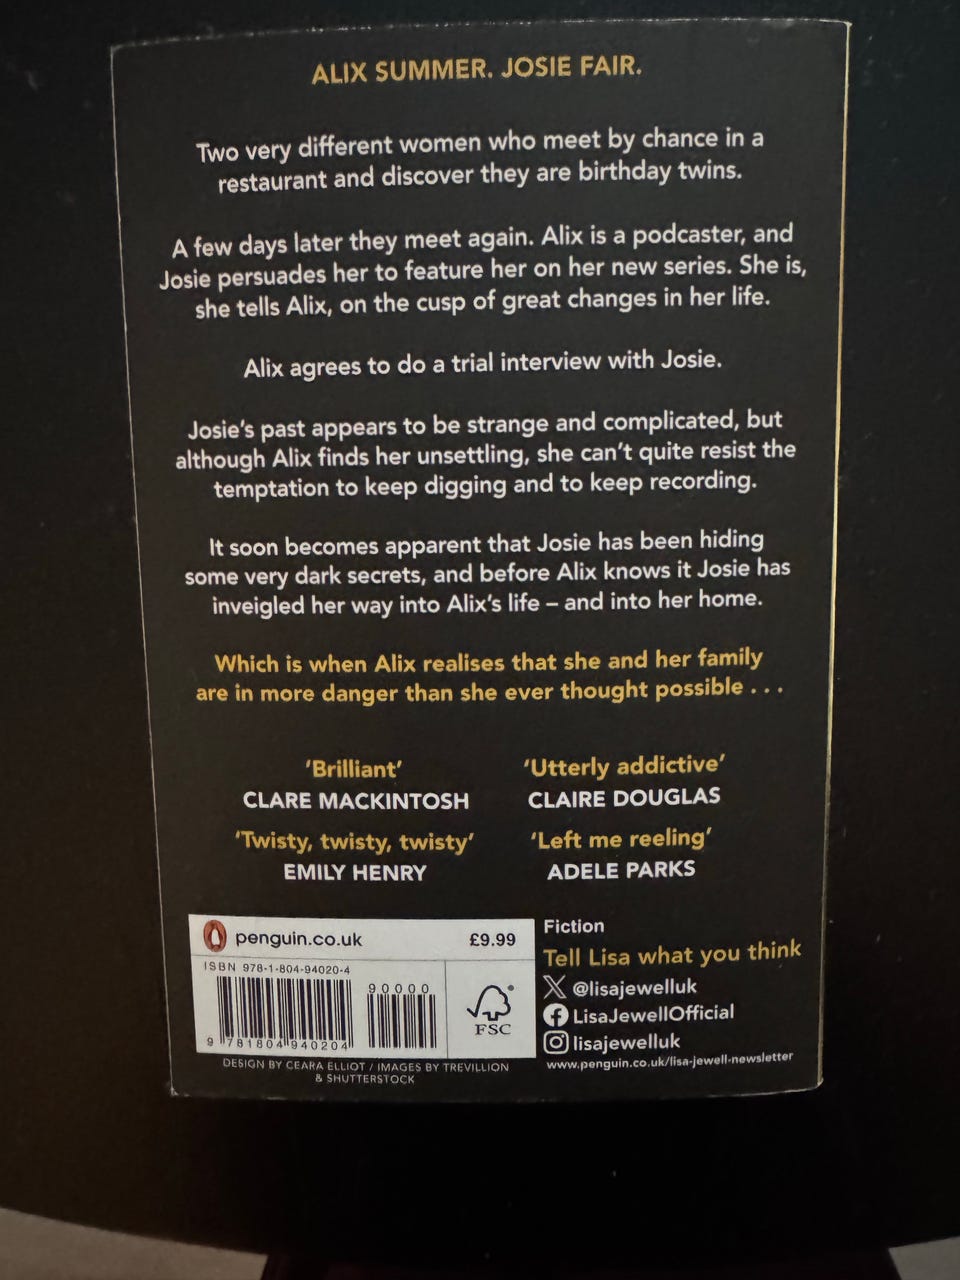 ALIX SUMMER. JOSIE FAIR.
Two very different women who meet by chance in a
restaurant and discover they are birthday twins.
A few days later they meet again. Alix is a podcaster, and
Josie persuades her to feature her on her new series. She is,
she tells Alix, on the cusp of great changes in her life.
Alix agrees to do a trial interview with Josie.
Josie's past appears to be strange and complicated, but
although Alix finds her unsettling, she can't quite resist the
temptation to keep digging and to keep recording.
It soon becomes apparent that Josie has been hiding
some very dark secrets, and before Alix knows it Josie has
inveigled her way into Alix's life – and into her home.
Which is when Alix realises that she and her family
are in more danger than she ever thought possible . . .
'Brilliant'
CLARE MACKINTOSH
'Utterly addictive'
CLAIRE DOUGLAS
'Twisty, twisty, twisty'
EMILY HENRY
'Left me reeling'
ADELE PARKS
penguin.co.uk £9.99
ISBN 978-1-804-94020-4
90000
9 781804 940204
FSC
DESIGN BY CEARA ELLIOT / IMAGES BY TREVILLION
& SHUTTERSTOCK
Fiction
Tell Lisa what you think
@lisajewelluk
LisaJewellOfficial
lisajewelluk
www.penguin.co.uk/lisa-jewell-newsletter